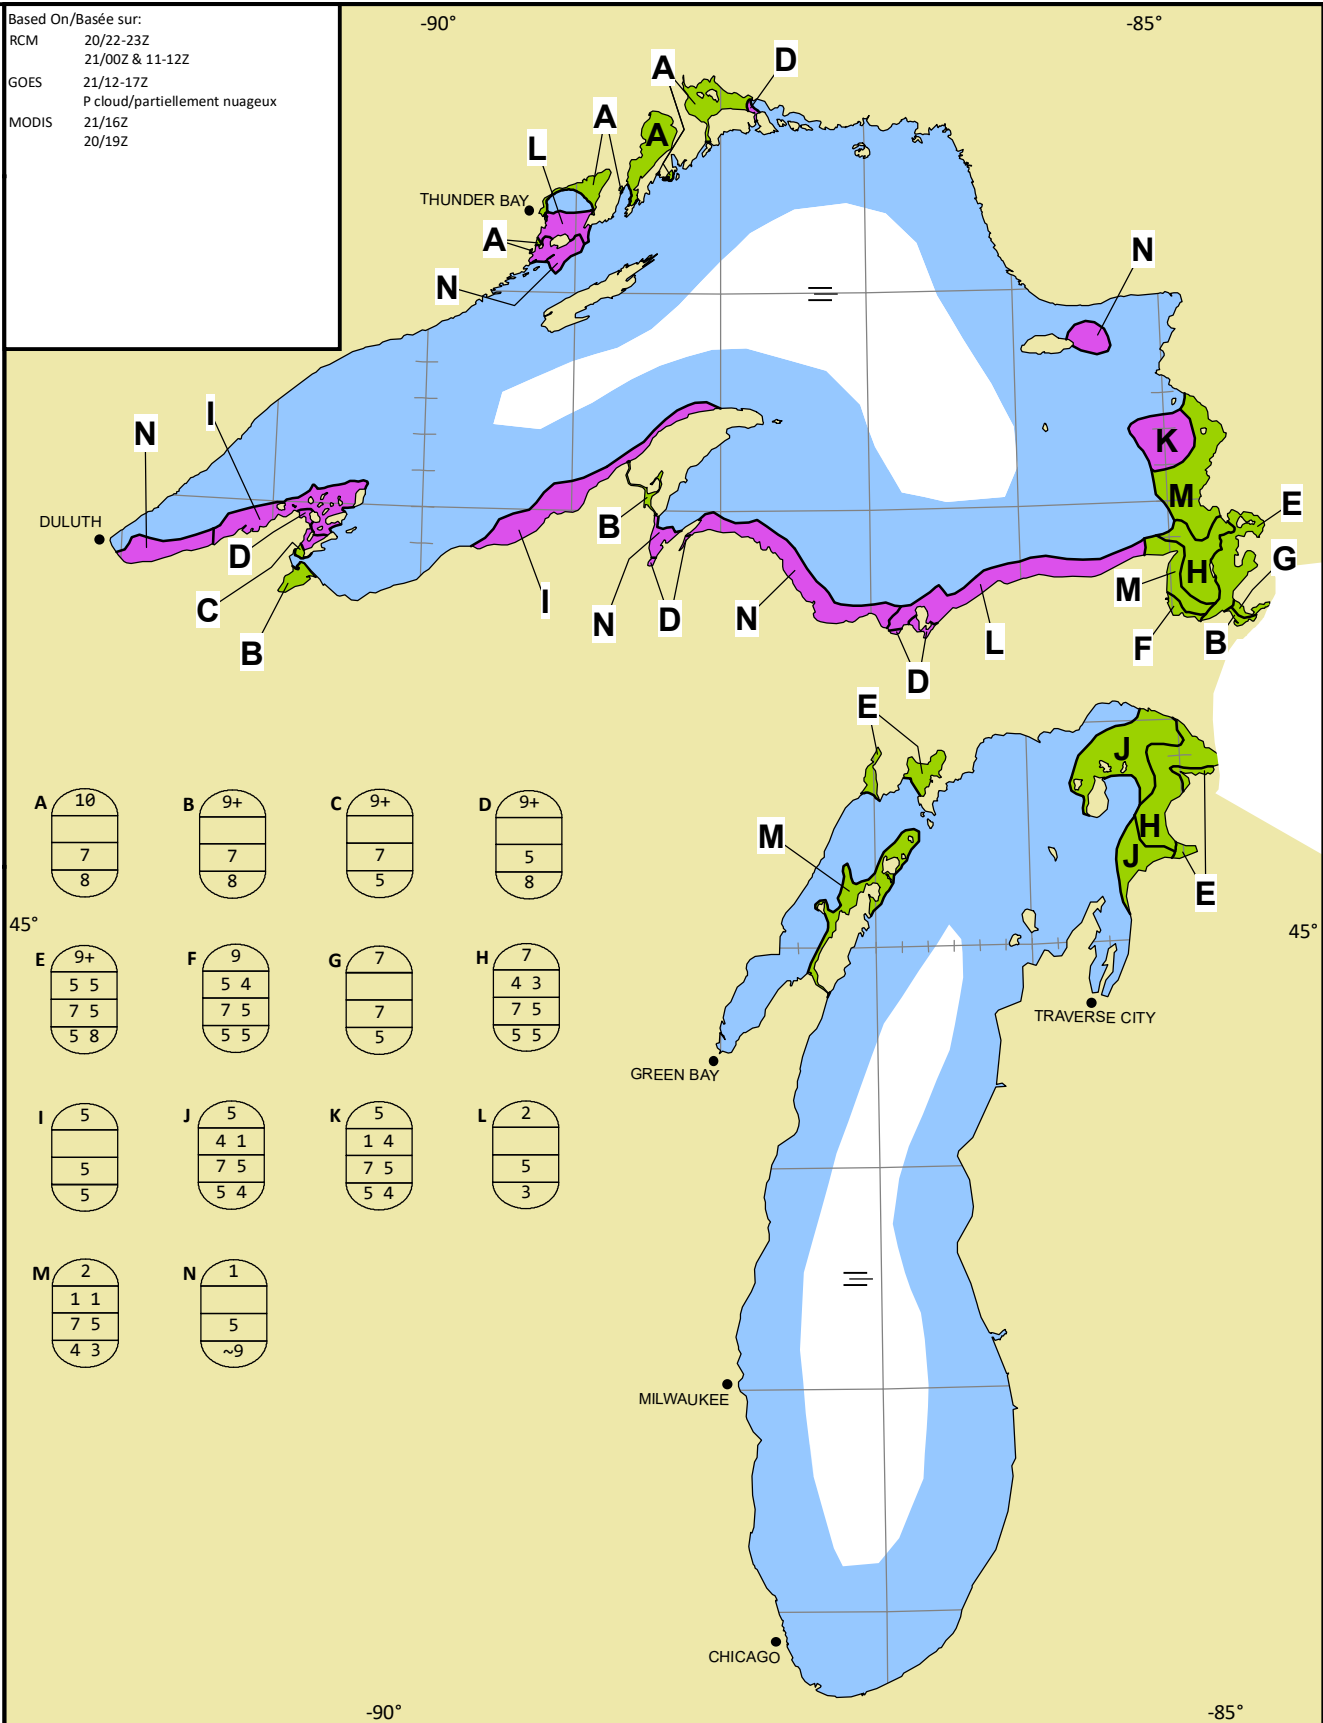 Based On/Basée sur:
RCM 20/22-23Z
21/00Z & 11-12Z
GOES 21/12-17Z
P cloud/partiellement nuageux
MODIS 21/16Z
20/19Z
-90° -85°
A D
A A
L
THUNDER BAY
A
N
N
I
N
K
M
E
DULUTH
B
D
G
H
M
C
I
N D N
L
B
F B
D
E
J
A 10 7 8
B 9+ 7 8
C 9+ 7 5
D 9+ 5 8
H
M
J
E
45° 45°
E 9+ 5 5 7 5 5 8
F 9 5 4 7 5 5 5
G 7 7 5
H 7 4 3 7 5 5 5
TRAVERSE CITY
GREEN BAY
I 5 5 5
J 5 4 1 7 5 5 4
K 5 1 4 7 5 5 4
L 2 5 3
M 2 1 1 7 5 4 3
N 1 5 ~9
MILWAUKEE
CHICAGO
-90° -85°